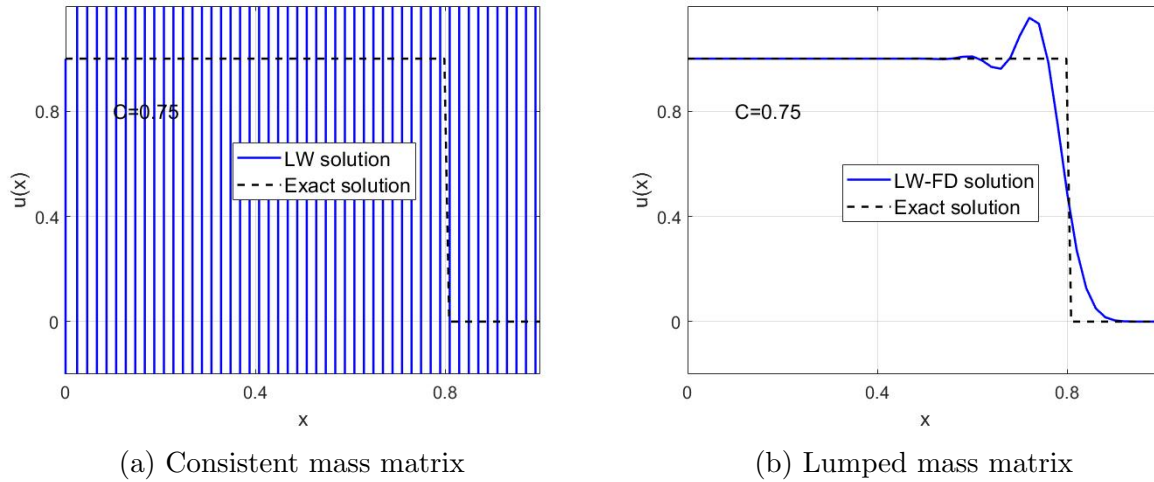 0.8
0.4
0
u(x)
C=0.75
LW solution
Exact solution
0
0.4
0.8
x
(a) Consistent mass matrix
0.8
0.4
0
u(x)
C=0.75
LW-FD solution
Exact solution
0
0.4
0.8
x
(b) Lumped mass matrix